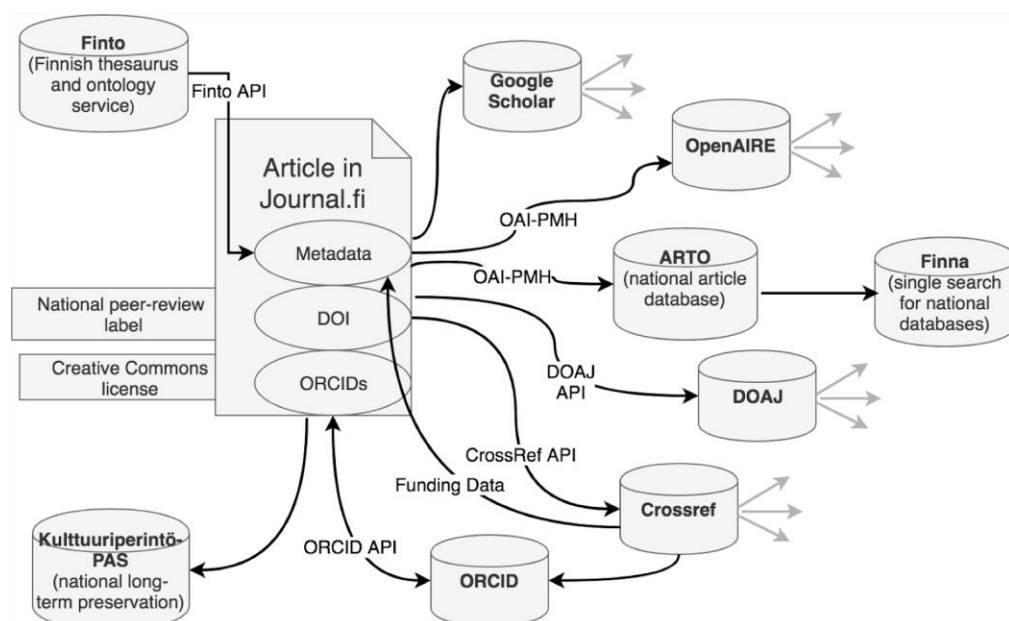 Finto
(Finnish thesaurus
and ontology
service)
Finto API
Google
Scholar
OpenAIRE
Article in
Journal.fi
OAI-PMH
Metadada
OAI-PMH
ARTO
(national article
database)
Finna
(single search
for national
databases)
National peer-review
label
DOI
Creative Commons
license
ORCIDs
DOAJ
API
DOAJ
CrossRef API
Funding Data
Crossref
Kulttuuriperintö-
PAS
(national long-
term preservation)
ORCID API
ORCID